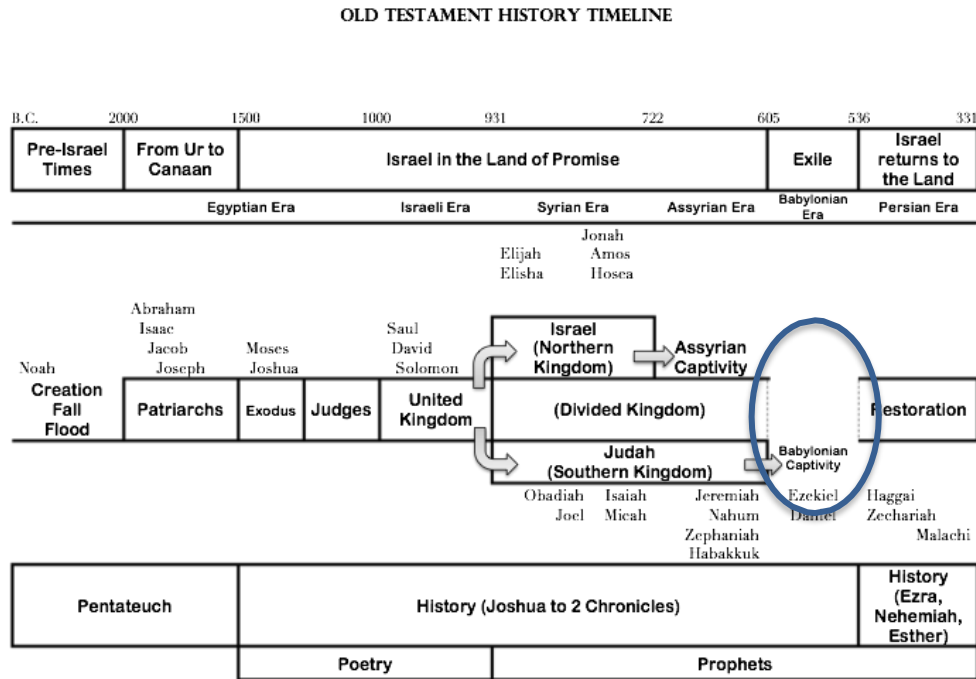 OLD TESTAMENT HISTORY TIMELINE
B.C. 2000 1500 1000 931 722 605 536 331
Pre-Israel
Times
From Ur to
Canaan
Israel in the Land of Promise
Exile
Israel
returns to
the Land
Egyptian Era
Israeli Era
Syrian Era
Assyrian Era
Babylonian
Era
Persian Era
Jonah
Elijah Amos
Elisha Hosea
Abraham
Isaac
Jacob
Joseph
Noah
Moses
Joshua
Saul
David
Solomon
Israel
(Northern
Kingdom)
Assyrian
Captivity
Creation
Fall
Flood
Patriarchs
Exodus
Judges
United
Kingdom
(Divided Kingdom)
Restoration
Judah
(Southern Kingdom)
Babylonian
Captivity
Obadiah
Joel
Isaiah
Micah
Jeremiah
Nahum
Zephaniah
Habakkuk
Ezekiel
Daniel
Haggai
Zechariah
Malachi
Pentateuch
History (Joshua to 2 Chronicles)
History
(Ezra,
Nehemiah,
Esther)
Poetry
Prophets